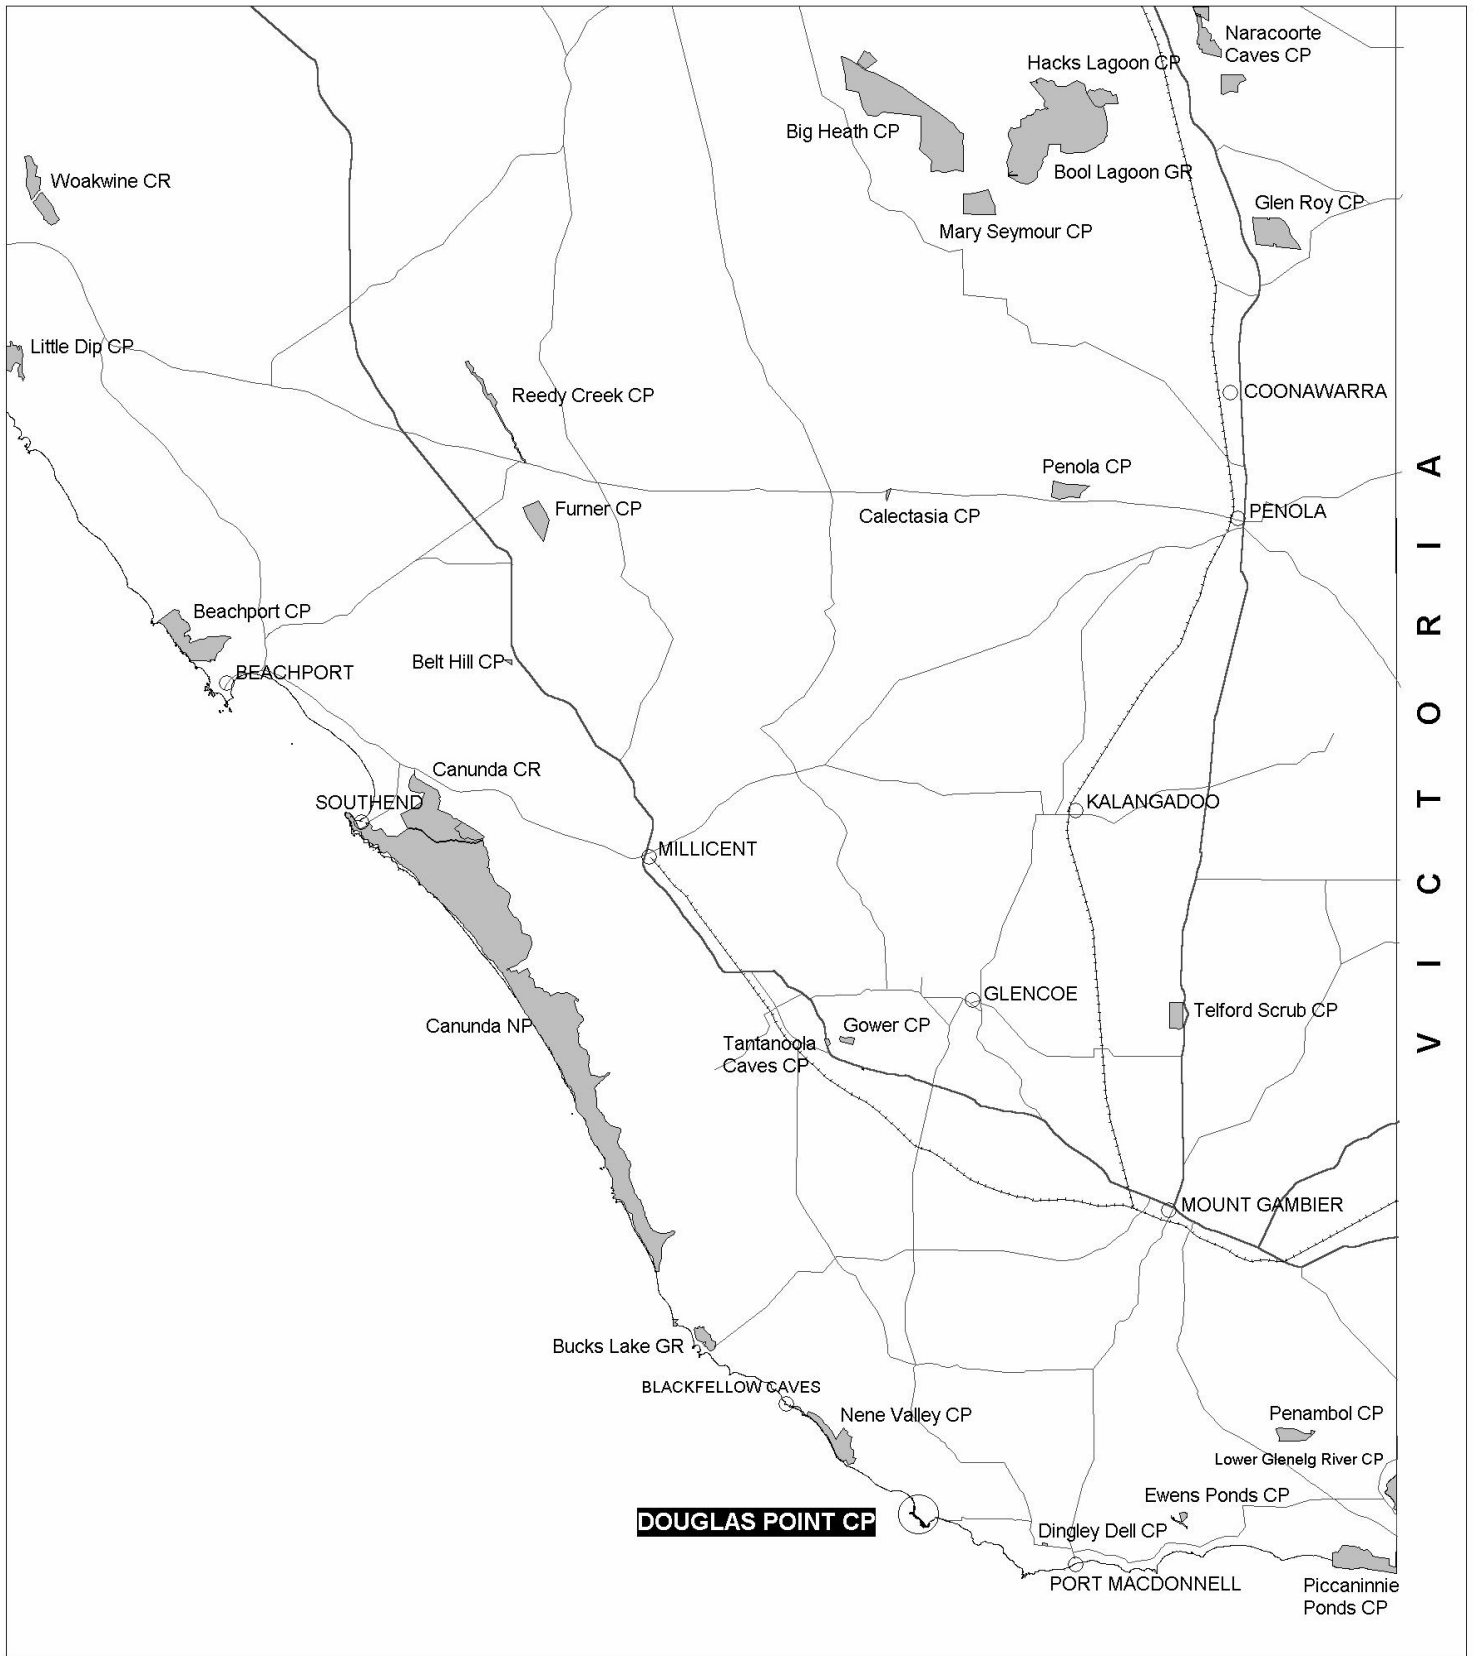 Naracoorte
Caves CP
Hacks Lagoon CP
Big Heath CP
Bool Lagoon GR
Woakwine CR
Glen Roy CP
Mary Seymour CP
Little Dip CP
Reedy Creek CP
COONAWARRA
Penola CP
Furner CP
Calectasia CP
PENOLA
Beachport CP
Belt Hill CP
BEACHPORT
VICTORIA
Canunda CR
SOUTHEND
KALANGADOO
MILLICENT
GLENCOE
Telford Scrub CP
Canunda NP
Gower CP
Tantanoola
Caves CP
MOUNT GAMBIER
Bucks Lake GR
BLACKFELLOW CAVES
Nene Valley CP
Penambol CP
Lower Glenelg River CP
Ewens Ponds CP
DOUGLAS POINT CP
Dingley Dell CP
PORT MACDONNELL
Piccaninnie
Ponds CP